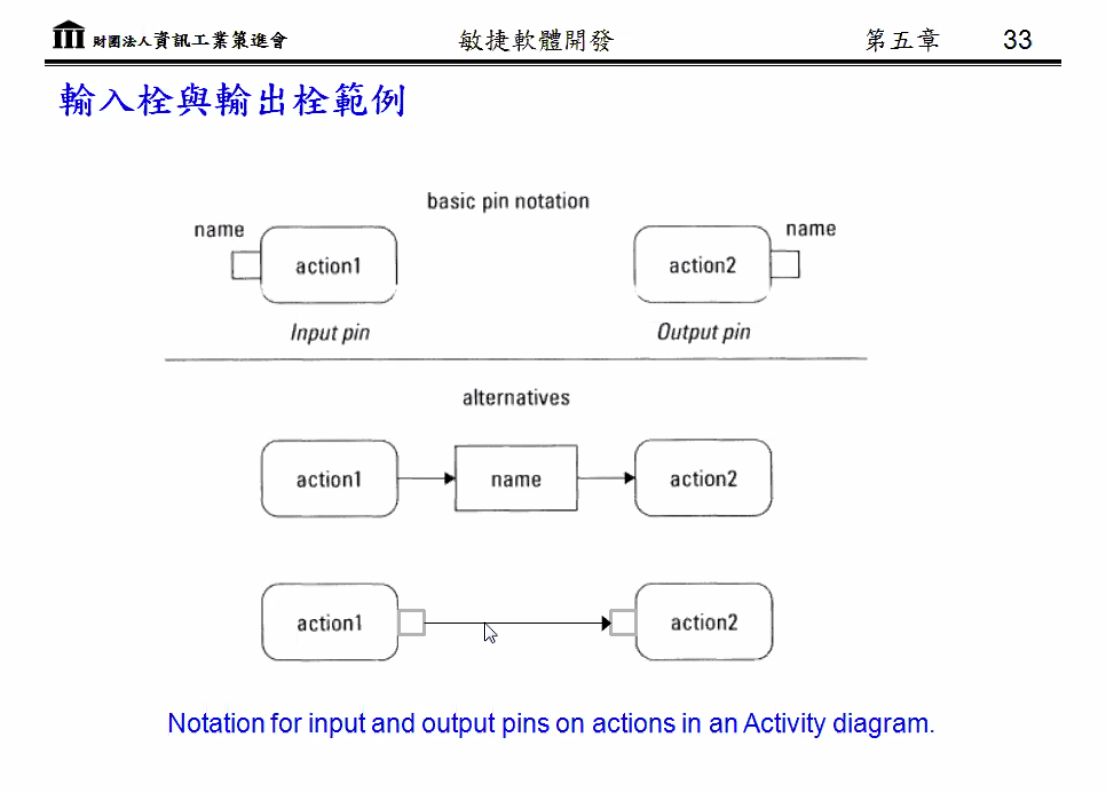 財團法人資訊工業策進會 敏捷軟體開發 第五章 33
輸入栓與輸出栓範例
basic pin notation
name name
action1 action2
Input pin Output pin
alternatives
action1 name action2
action1 action2
Notation for input and output pins on actions in an Activity diagram.